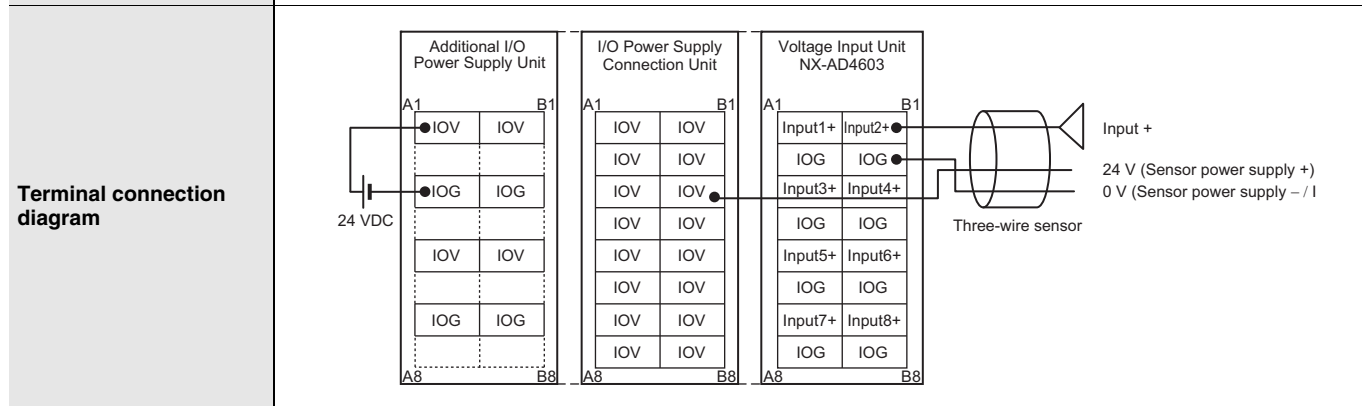 Terminal connection
diagram
Additional I/O
Power Supply Unit
A1 B1
IOV IOV
IOG IOG
IOV IOV
IOG IOG
A8 B8
24 VDC
I/O Power Supply
Connection Unit
A1 B1
IOV IOV
IOV IOV
IOV IOV
IOV IOV
IOV IOV
IOV IOV
IOV IOV
IOV IOV
A8 B8
Voltage Input Unit
NX-AD4603
A1 B1
Input1+ Input2+
IOG IOG
Input3+ Input4+
IOG IOG
Input5+ Input6+
IOG IOG
Input7+ Input8+
IOG IOG
A8 B8
Input +
24 V (Sensor power supply +)
0 V (Sensor power supply – / I
Three-wire sensor